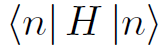 ⟨n| H |n⟩